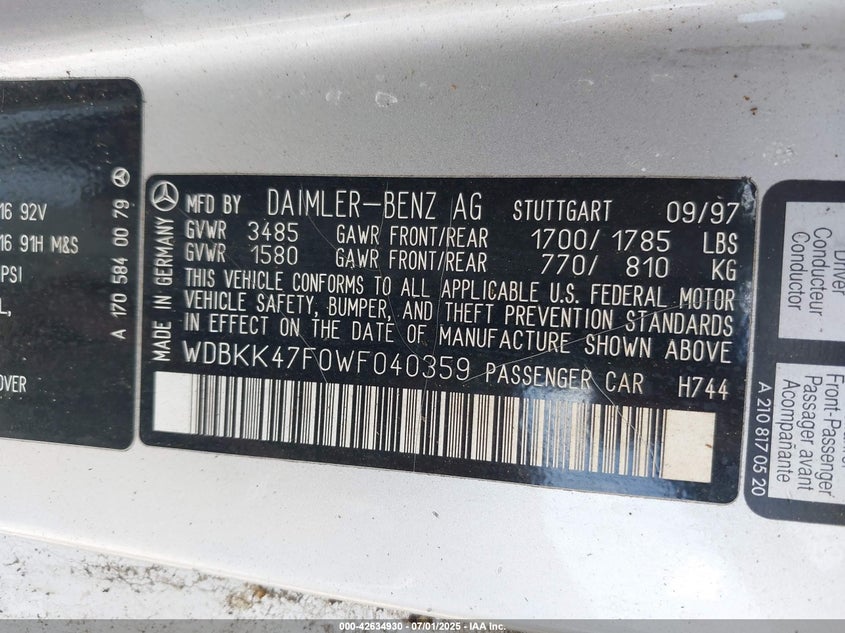 16 92V
16 91H M&S
PSI
L,
OVER
A 170 584 00 79
MADE IN GERMANY
MFD BY DAIMLER-BENZ AG STUTTGART 09/97
GVWR 3485 GAWR FRONT/REAR 1700/ 1785 LBS
GVWR 1580 GAWR FRONT/REAR 770/ 810 KG
THIS VEHICLE CONFORMS TO ALL APPLICABLE U.S. FEDERAL MOTOR
VEHICLE SAFETY, BUMPER, AND THEFT PREVENTION STANDARDS
IN EFFECT ON THE DATE OF MANUFACTURE SHOWN ABOVE
WDBKK47F0WF040359 PASSENGER CAR H744
Driver
Conducteur
Conductor
Front-Passenger
Passager avant
Acompañante
A 210 817 05 20
000-42634930 - 07/01/2025 - IAA Inc.